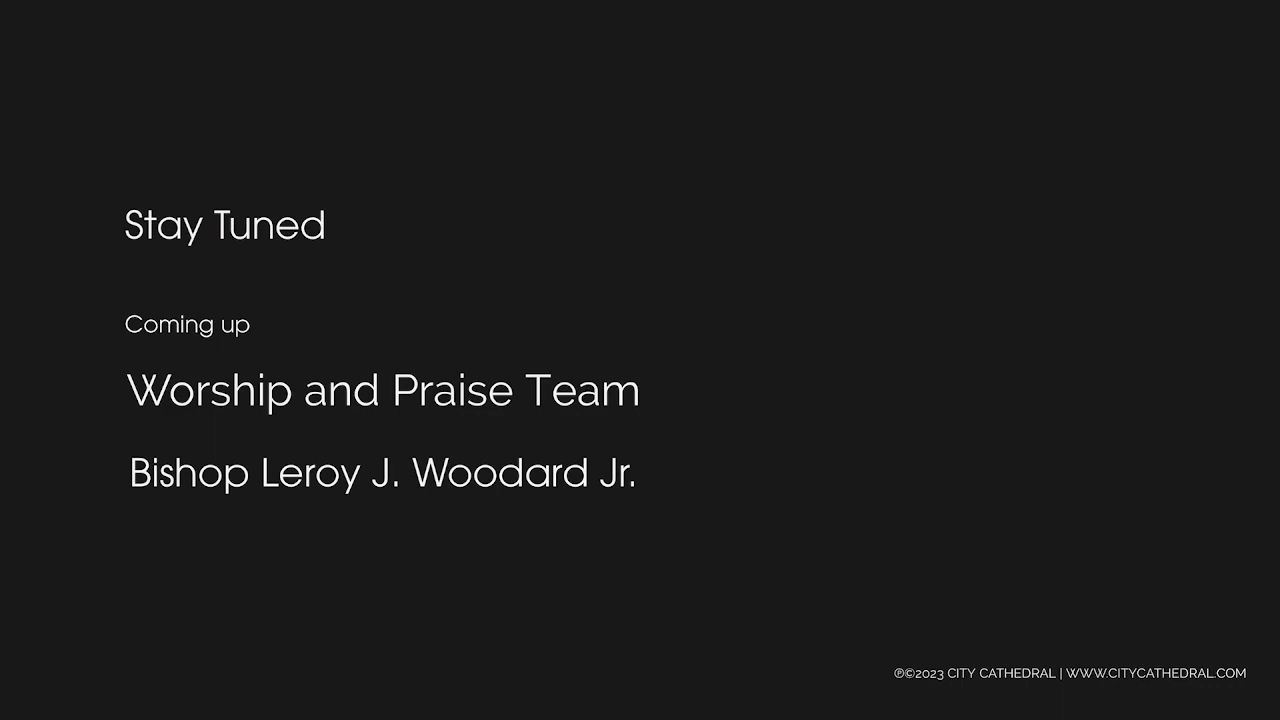 Stay Tuned
Coming up
Worship and Praise Team
Bishop Leroy J. Woodard Jr.
℗©2023 CITY CATHEDRAL | WWW.CITYCATHEDRAL.COM